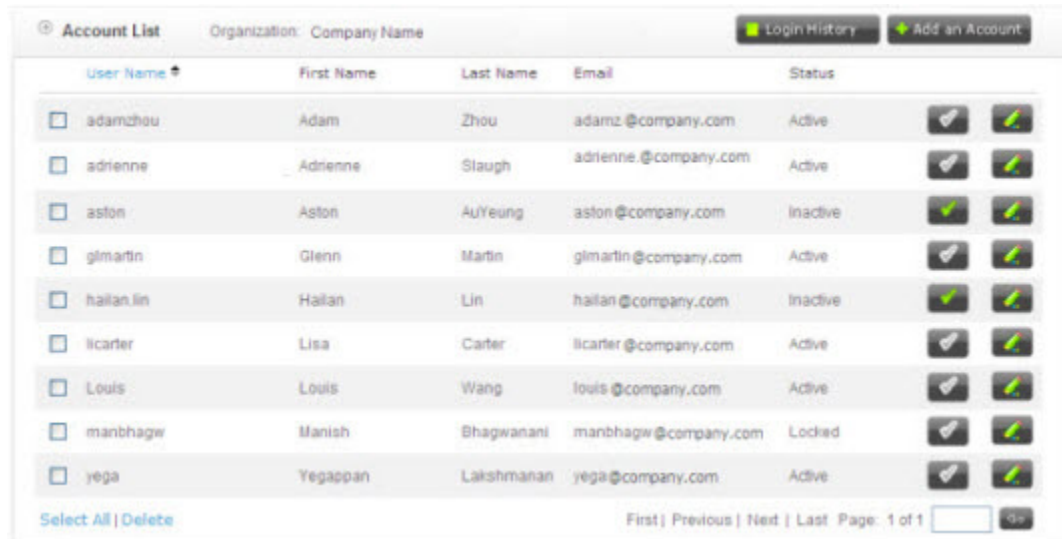 Account List Organization: Company Name Login History Add an Account
User Name First Name Last Name Email Status
adamzhou Adam Zhou adamz.@company.com Active
adrienne Adrienne Slaugh adrienne.@company.com Active
aston Aston AuYeung aston@company.com Inactive
glmartin Glenn Martin glmartin@company.com Active
hailan.lin Hailan Lin hailan@company.com Inactive
licarter Lisa Carter licarter@company.com Active
Louis Louis Wang louis@company.com Active
manbhagw Manish Bhagwanani manbhagw@company.com Locked
yega Yegappan Lakshmanan yega@company.com Active
Select All | Delete First | Previous | Next | Last Page: 1 of 1 Go